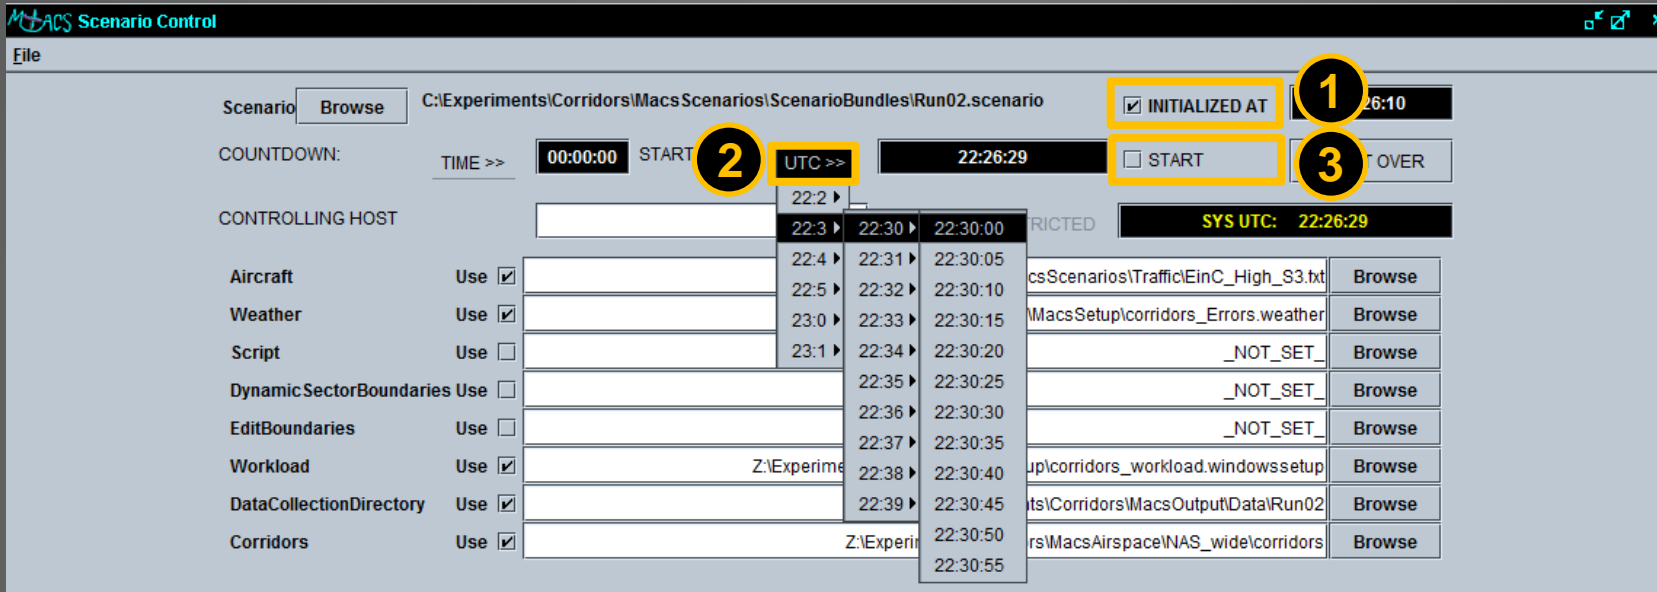 MACS Scenario Control
File
Scenario Browse C:\Experiments\Corridors\MacsScenarios\ScenarioBundles\Run02.scenario INITIALIZED AT 1 26:10
COUNTDOWN: TIME >> 00:00:00 START 2 UTC >> 22:26:29 START 3 OVER
22:2
CONTROLLING HOST 22:3 22:30 22:30:00 RICTED SYS UTC: 22:26:29
22:4 22:31 22:30:05
Aircraft Use csScenarios\Traffic\EinC_High_S3.txt Browse
22:5 22:32 22:30:10
Weather Use \MacsSetup\corridors_Errors.weather Browse
23:0 22:33 22:30:15
23:1 22:34 22:30:20
Script Use _NOT_SET_ Browse
22:35 22:30:25
DynamicSectorBoundaries Use _NOT_SET_ Browse
22:36 22:30:30
EditBoundaries Use _NOT_SET_ Browse
22:37 22:30:35
Workload Use Z:\Experime up\corridors_workload.windowssetup Browse
22:38 22:30:40
DataCollectionDirectory Use ts\Corridors\MacsOutput\Data\Run02 Browse
22:39 22:30:45
22:30:50
Corridors Use Z:\Experi rs\MacsAirspace\NAS_wide\corridors Browse
22:30:55